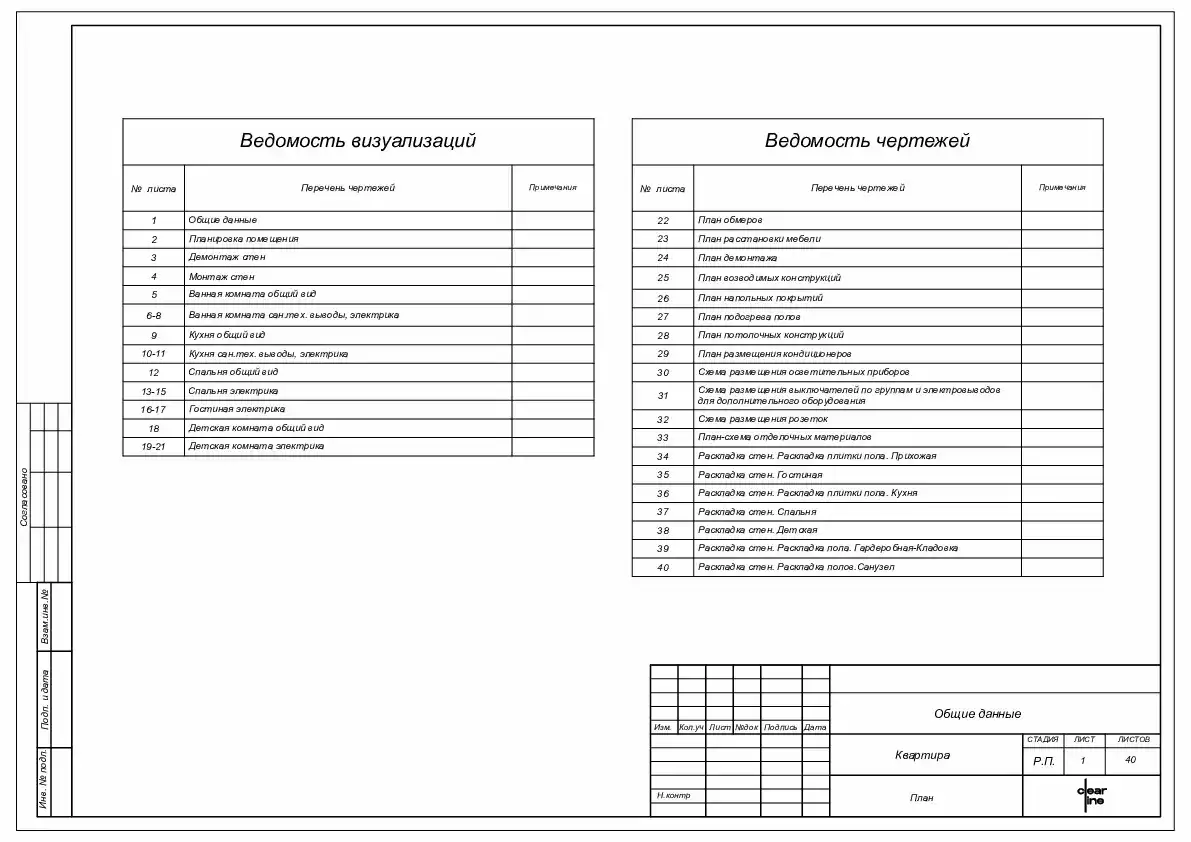 Ведомость визуализаций
№ листа Перечень чертежей Примечания
1 Общие данные
2 Планировка помещения
3 Демонтаж стен
4 Монтаж стен
5 Ванная комната общий вид
6-8 Ванная комната сан.тех. выводы, электрика
9 Кухня общий вид
10-11 Кухня сан.тех. выводы, электрика
12 Спальня общий вид
13-15 Спальня электрика
16-17 Гостиная электрика
18 Детская комната общий вид
19-21 Детская комната электрика
Ведомость чертежей
№ листа Перечень чертежей Примечания
22 План обмеров
23 План расстановки мебели
24 План демонтажа
25 План возводимых конструкций
26 План напольных покрытий
27 План подогрева полов
28 План потолочных конструкций
29 План размещения кондиционеров
30 Схема размещения осветительных приборов
31 Схема размещения выключателей по группам и электровыводов
для дополнительного оборудования
32 Схема размещения розеток
33 План-схема отделочных материалов
34 Раскладка стен. Раскладка плитки пола. Прихожая
35 Раскладка стен. Гостиная
36 Раскладка стен. Раскладка плитки пола. Кухня
37 Раскладка стен. Спальня
38 Раскладка стен. Детская
39 Раскладка стен. Раскладка пола. Гардеробная-Кладовка
40 Раскладка стен. Раскладка полов.Санузел
Согласовано
Взам.инв.№
Подп. и дата
Инв. № подл.
Изм. Кол.уч Лист №док Подпись Дата
Н.контр
Общие данные
Квартира
СТАДИЯ ЛИСТ ЛИСТОВ
Р.П. 1 40
План
clear
line